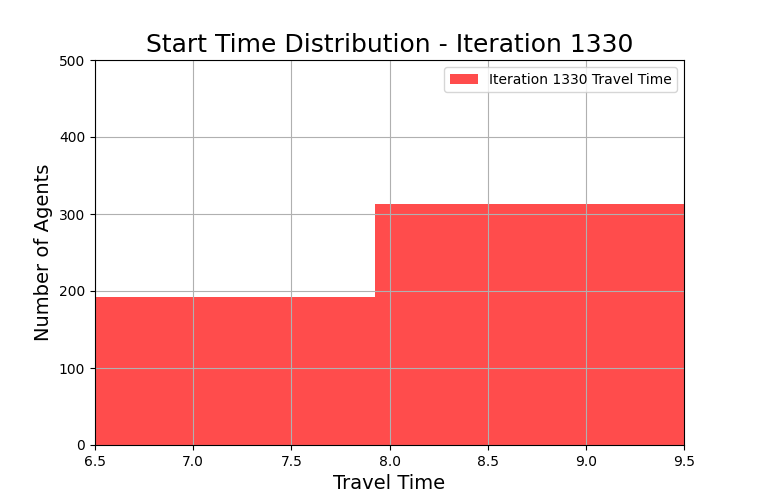 Start Time Distribution - Iteration 1330
Iteration 1330 Travel Time
Number of Agents
500
400
300
200
100
0
6.5 7.0 7.5 8.0 8.5 9.0 9.5
Travel Time